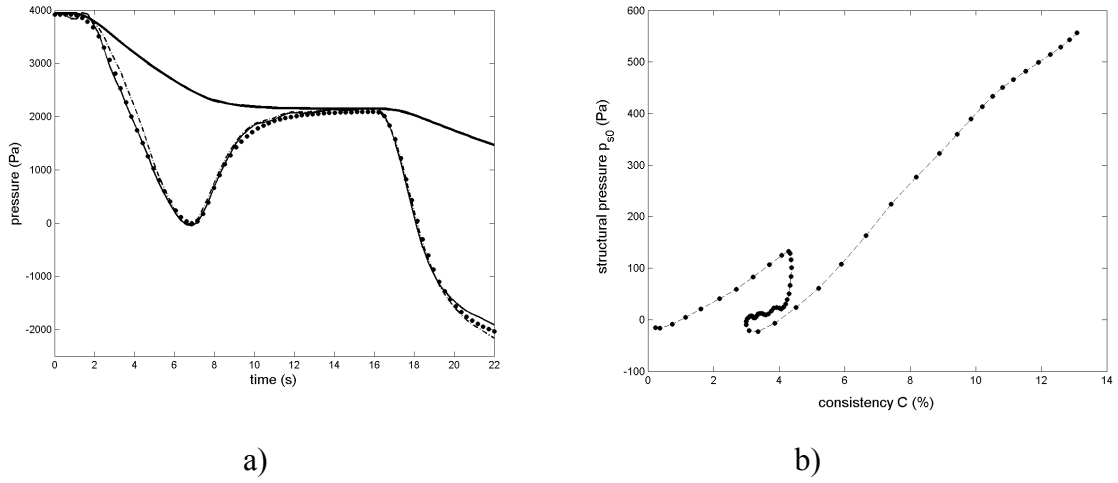 4000
3000
2000
1000
0
-1000
-2000
pressure (Pa)
0 2 4 6 8 10 12 14 16 18 20 22
time (s)
a)
600
500
400
300
200
100
0
-100
structural pressure ps0 (Pa)
0 2 4 6 8 10 12 14
consistency C (%)
b)